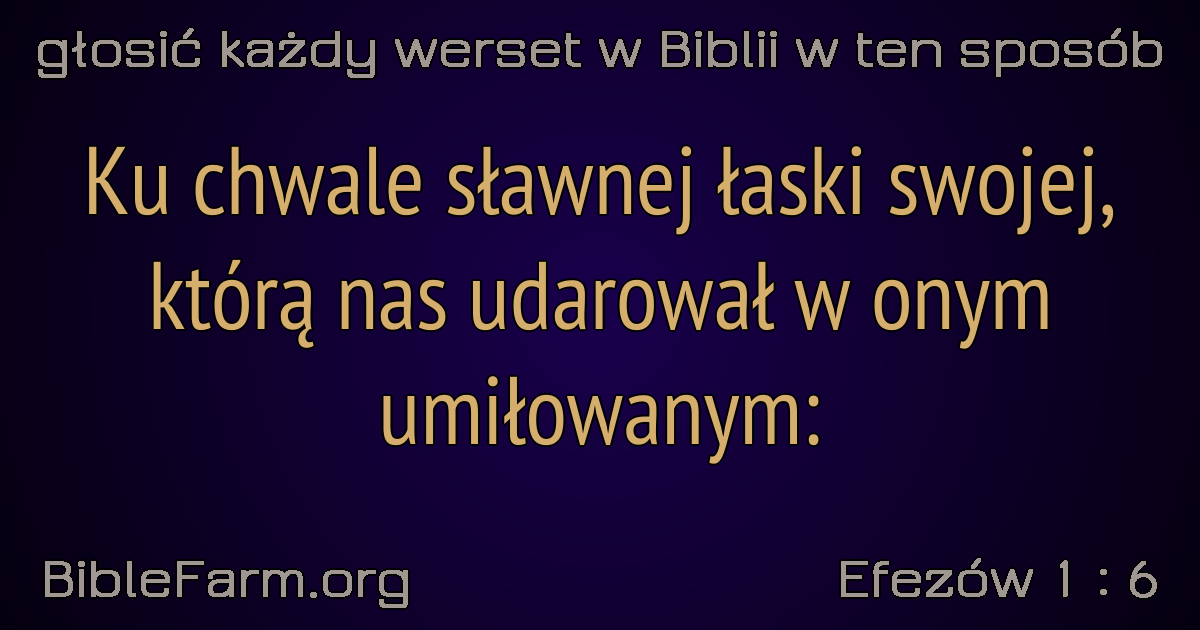 głosić każdy werset w Biblii w ten sposób
Ku chwale sławnej łaski swojej,
którą nas udarował w onym
umiłowanym:
BibleFarm.org
Efezów 1 : 6